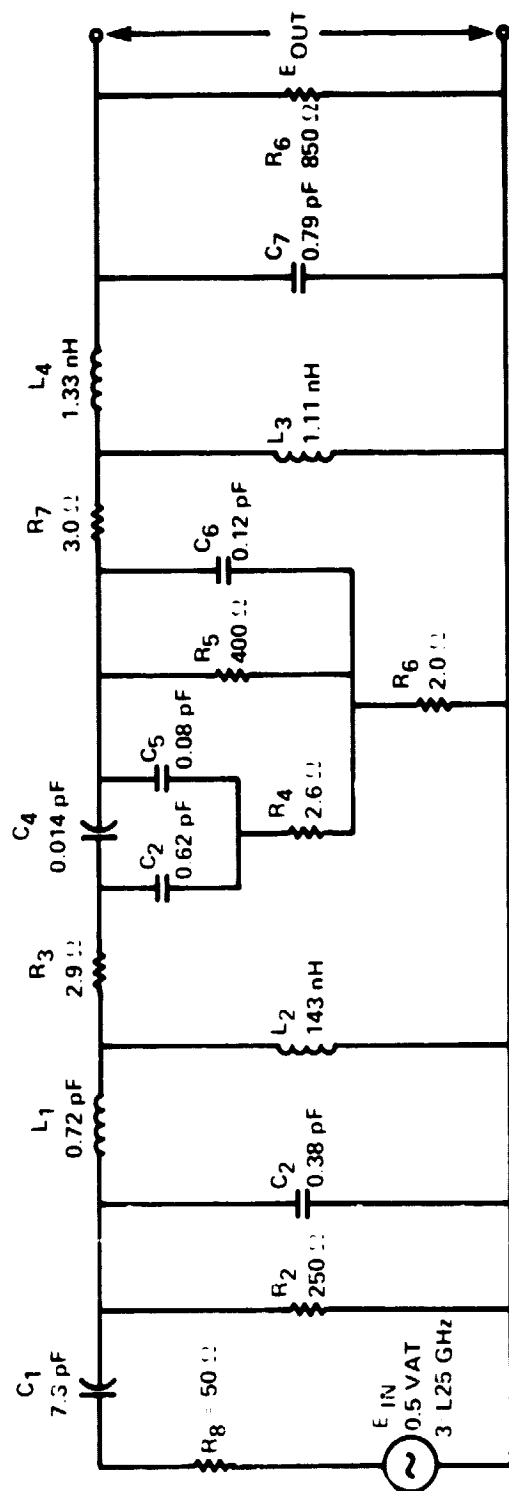 C1
7.3 pF
R8 = 50 Ω
E IN
0.5 VAT
3 L25 GHz
R2
250 Ω
C2
0.38 pF
L1
0.72 pF
L2
143 nH
R3
2.9 Ω
C2
0.62 pF
C4
0.014 pF
C5
0.08 pF
R4
2.6 Ω
R5
400 Ω
C6
0.12 pF
R6
2.0 Ω
R7
3.0 Ω
L3
1.11 nH
L4
1.33 nH
C7
0.79 pF
R6
850 Ω
E OUT